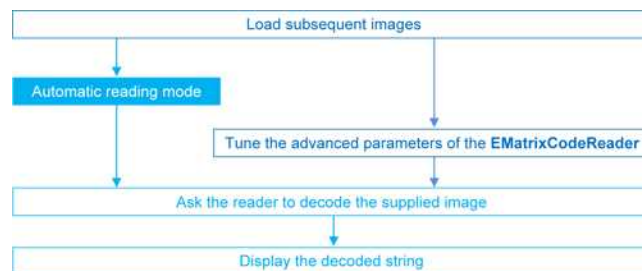 Load subsequent images
Automatic reading mode
Tune the advanced parameters of the EMatrixCodeReader
Ask the reader to decode the supplied image
Display the decoded string